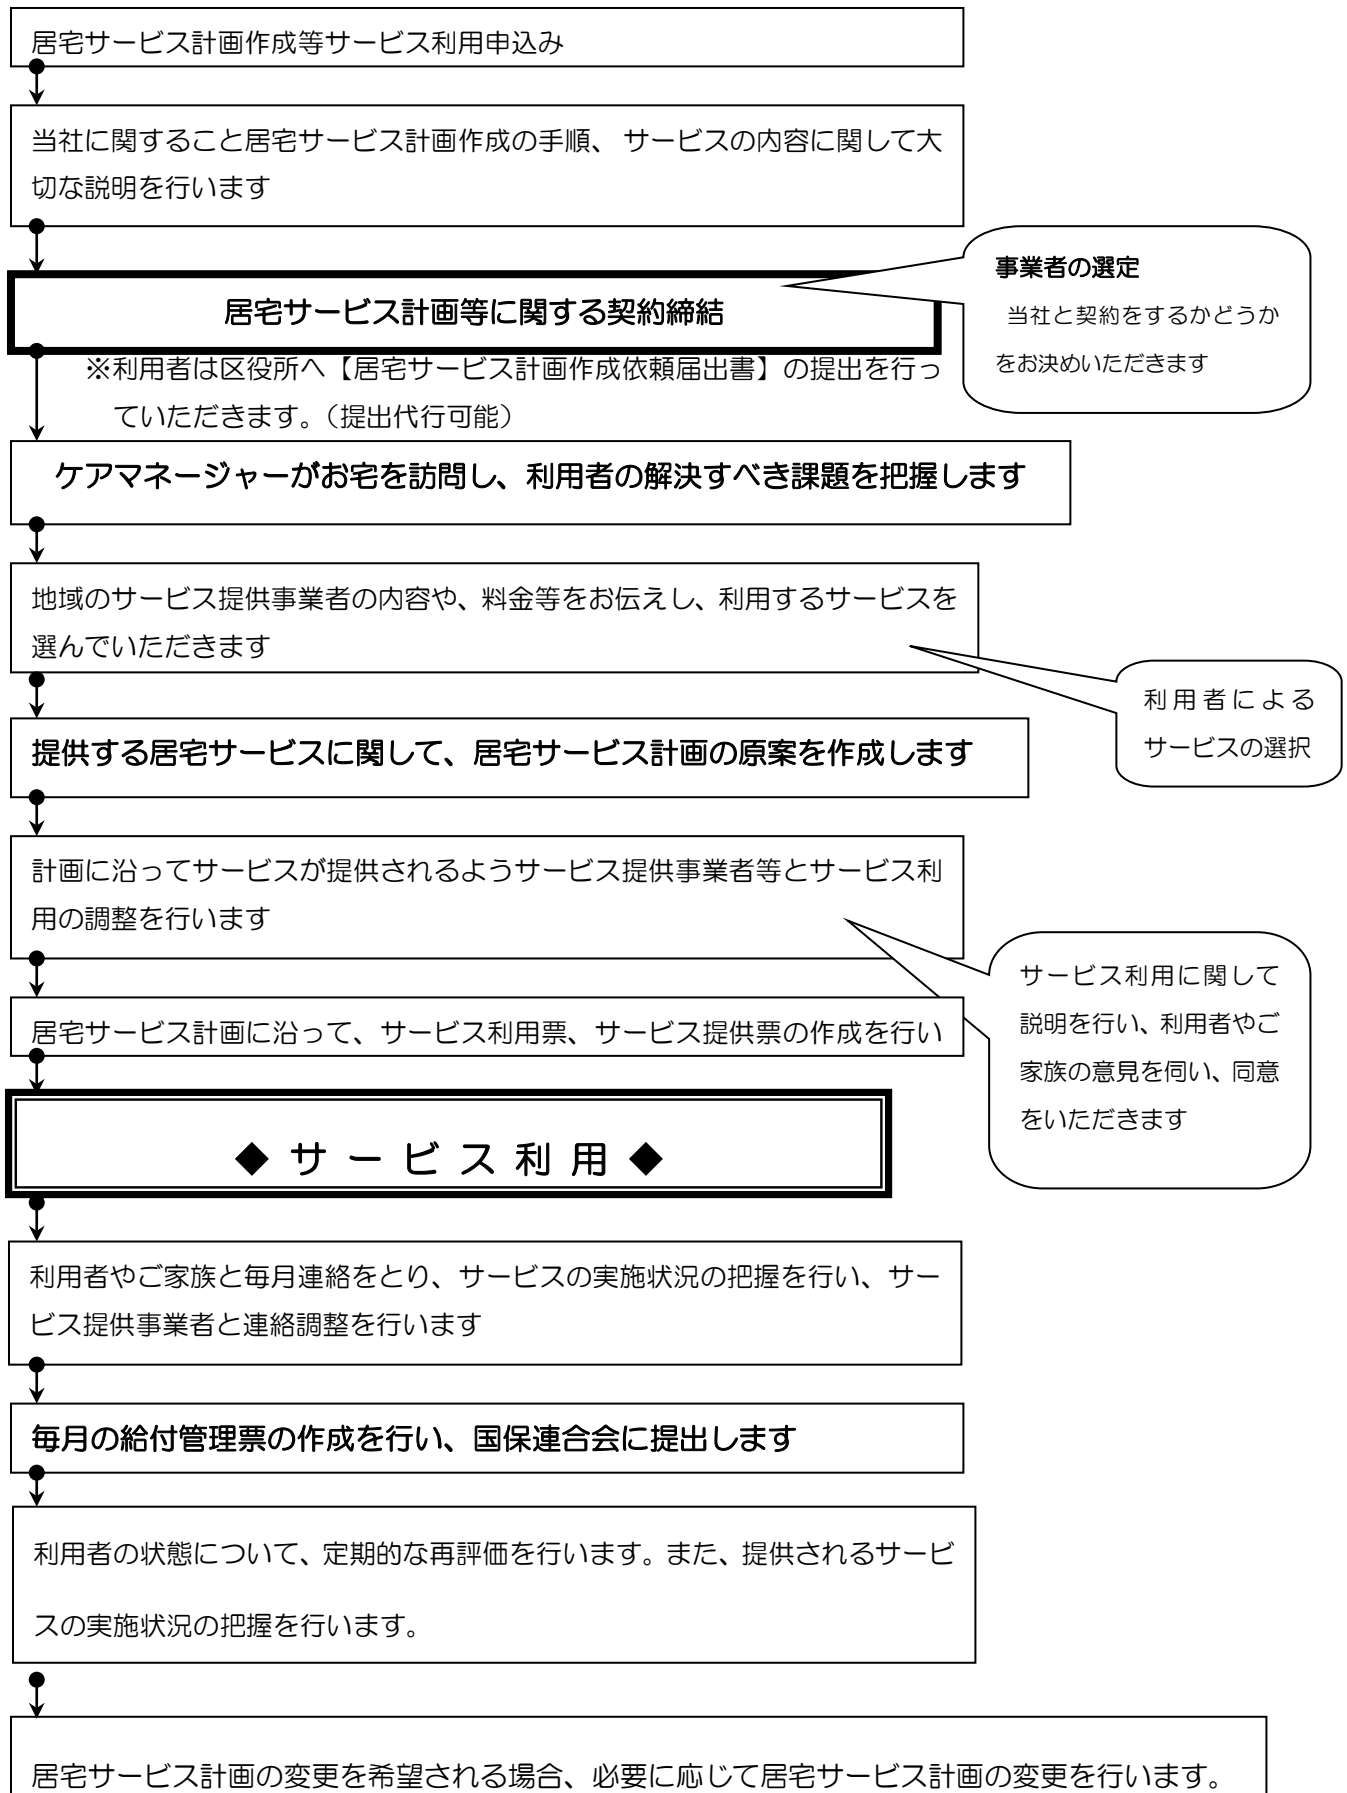 居宅サービス計画作成等サービス利用申込み
当社に関すること居宅サービス計画作成の手順、サービスの内容に関して大
切な説明を行います
事業者の選定
当社と契約をするかどうか
をお決めいただきます
居宅サービス計画等に関する契約締結
※利用者は区役所へ【居宅サービス計画作成依頼届出書】の提出を行っ
ていただきます。（提出代行可能）
ケアマネージャーがお宅を訪問し、利用者の解決すべき課題を把握します
地域のサービス提供事業者の内容や、料金等をお伝えし、利用するサービスを
選んでいただきます
利用者による
サービスの選択
提供する居宅サービスに関して、居宅サービス計画の原案を作成します
計画に沿ってサービスが提供されるようサービス提供事業者等とサービス利
用の調整を行います
サービス利用に関して
説明を行い、利用者やご
家族の意見を伺い、同意
をいただきます
居宅サービス計画に沿って、サービス利用票、サービス提供票の作成を行い
◆サービス利用◆
利用者やご家族と毎月連絡をとり、サービスの実施状況の把握を行い、サー
ビス提供事業者と連絡調整を行います
毎月の給付管理票の作成を行い、国保連合会に提出します
利用者の状態について、定期的な再評価を行います。また、提供されるサービ
スの実施状況の把握を行います。
居宅サービス計画の変更を希望される場合、必要に応じて居宅サービス計画の変更を行います。